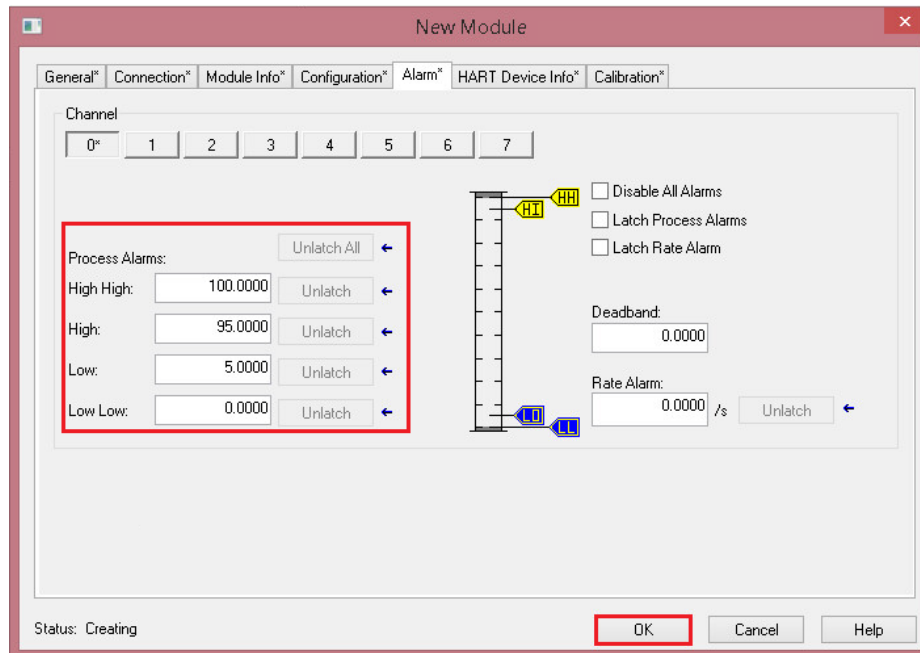 New Module
General* Connection* Module Info* Configuration* Alarm* HART Device Info* Calibration*
Channel
0* 1 2 3 4 5 6 7
HH
HI
Disable All Alarms
Latch Process Alarms
Latch Rate Alarm
Process Alarms: Unlatch All
High High: 100.0000 Unlatch
High: 95.0000 Unlatch
Low: 5.0000 Unlatch
Low Low: 0.0000 Unlatch
Deadband:
0.0000
Rate Alarm:
0.0000 /s Unlatch
LO
LL
Status: Creating
OK Cancel Help